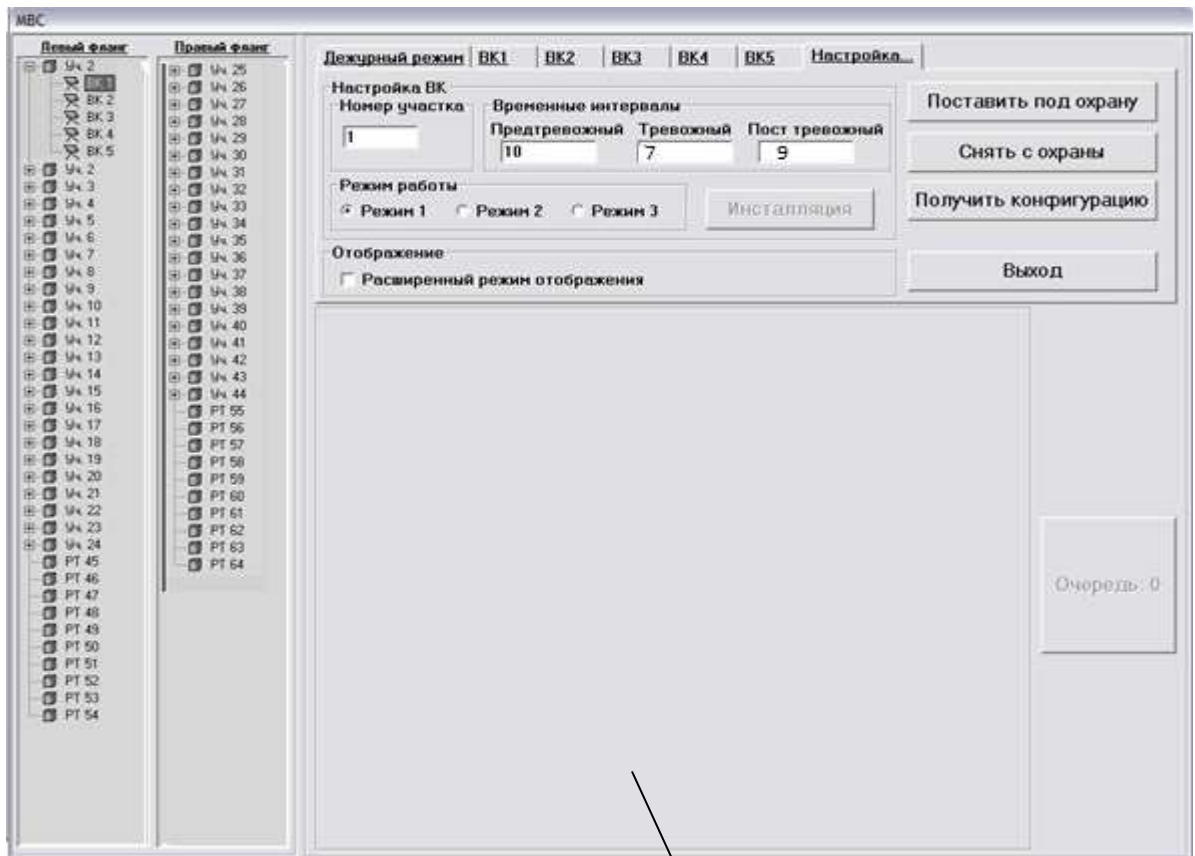 МВС
Левый фланг
Уч 2
ВК 1
ВК 2
ВК 3
ВК 4
ВК 5
Уч 2
Уч 3
Уч 4
Уч 5
Уч 6
Уч 7
Уч 8
Уч 9
Уч 10
Уч 11
Уч 12
Уч 13
Уч 14
Уч 15
Уч 16
Уч 17
Уч 18
Уч 19
Уч 20
Уч 21
Уч 22
Уч 23
Уч 24
РТ 45
РТ 46
РТ 47
РТ 48
РТ 49
РТ 50
РТ 51
РТ 52
РТ 53
РТ 54
Правый фланг
Уч 25
Уч 26
Уч 27
Уч 28
Уч 29
Уч 30
Уч 31
Уч 32
Уч 33
Уч 34
Уч 35
Уч 36
Уч 37
Уч 38
Уч 39
Уч 40
Уч 41
Уч 42
Уч 43
Уч 44
РТ 55
РТ 56
РТ 57
РТ 58
РТ 59
РТ 60
РТ 61
РТ 62
РТ 63
РТ 64
Дежурный режим ВК1 ВК2 ВК3 ВК4 ВК5 Настройка...
Настройка ВК
Номер участка Временные интервалы
Предтревожный Тревожный Пост тревожный
1 10 7 9
Режим работы
Режим 1 Режим 2 Режим 3 Инсталляция
Отображение
Расширенный режим отображения
Поставить под охрану
Снять с охраны
Получить конфигурацию
Выход
Очередь: 0